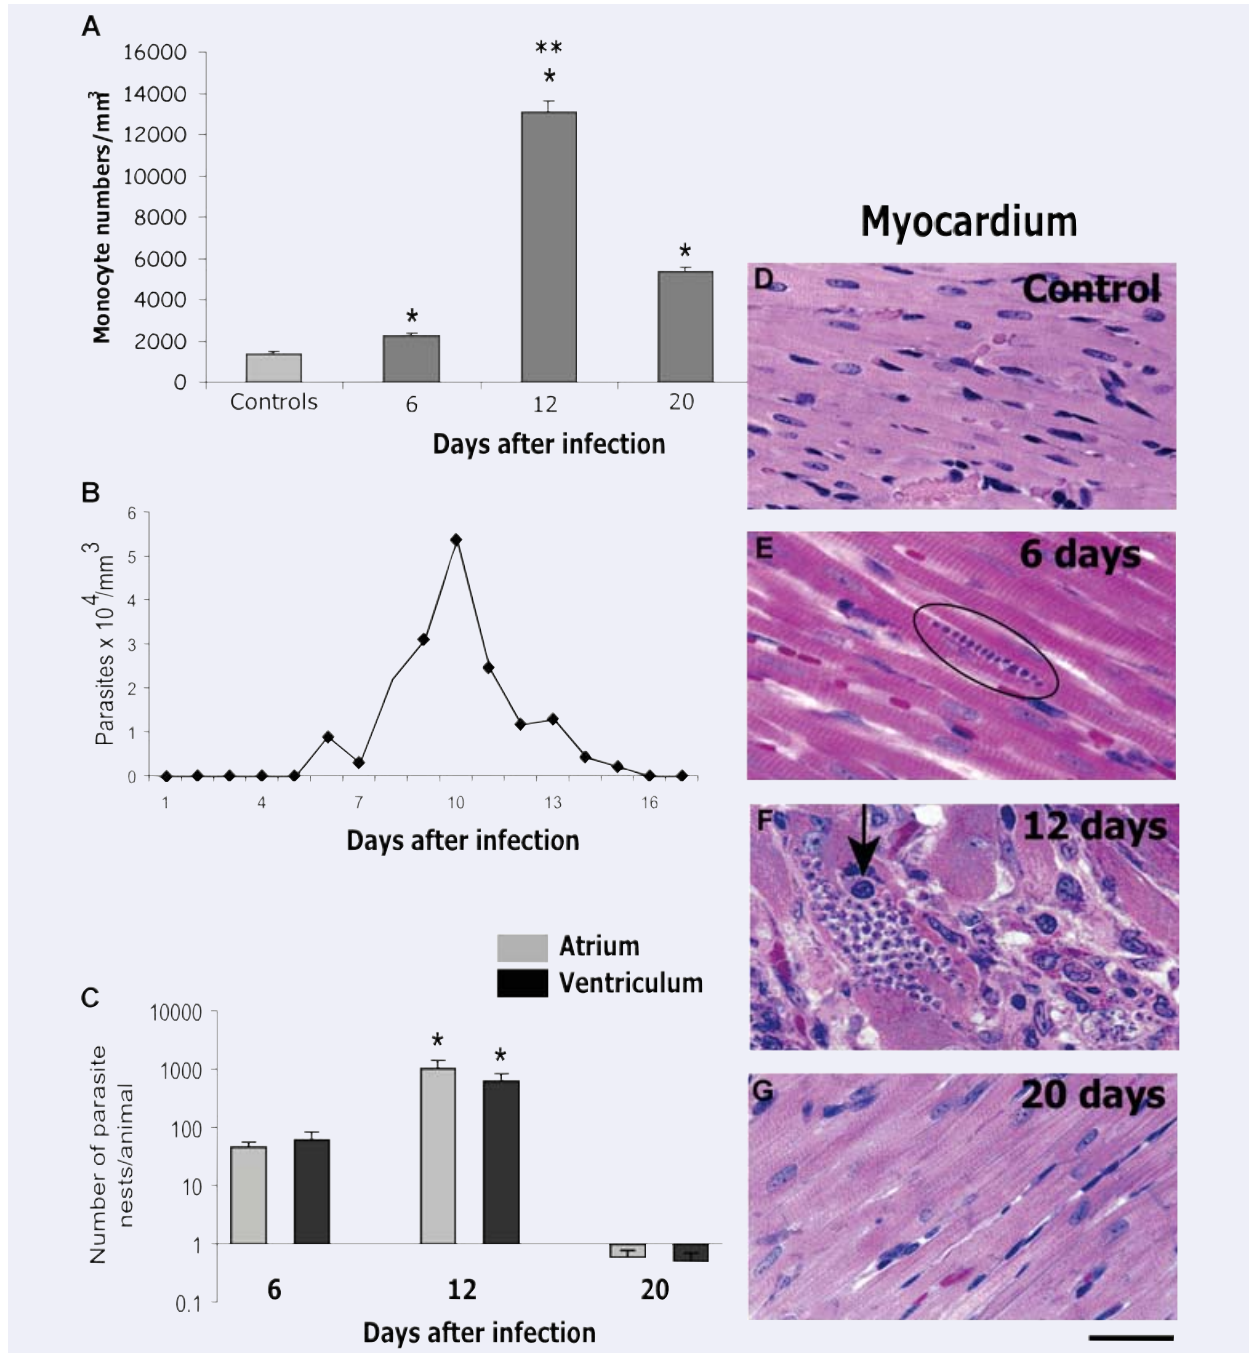 A
16000
14000
12000
10000
8000
6000
4000
2000
0
Monocyte numbers/mm³
**
*
*
*
Controls
6
12
20
Days after infection
B
6
5
4
3
2
1
0
Parasites x 10⁴/mm³
1
4
7
10
13
16
Days after infection
Atrium
Ventriculum
C
10000
1000
100
10
1
0.1
Number of parasite
nests/animal
*
*
6
12
20
Days after infection
Myocardium
D
Control
E
6 days
F
12 days
G
20 days